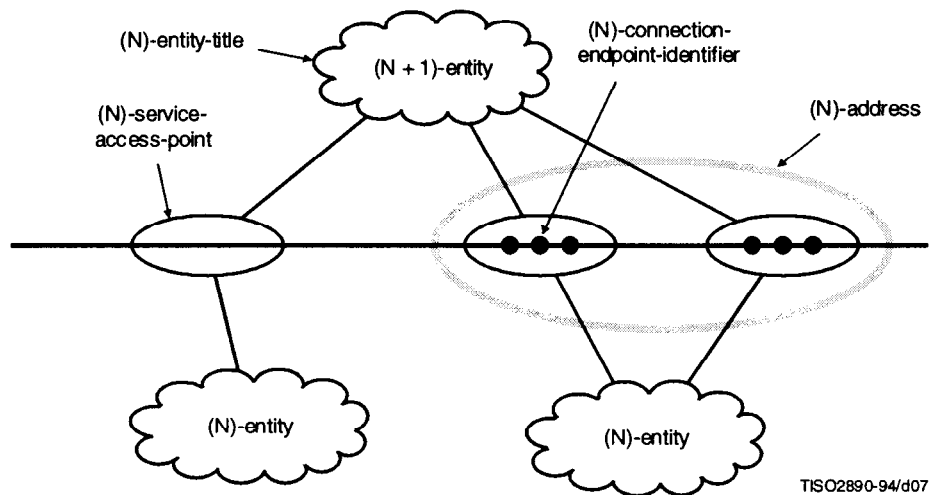 (N)-entity-title
(N + 1)-entity
(N)-connection-
endpoint-identifier
(N)-service-
access-point
(N)-address
(N)-entity
(N)-entity
TISO2890-94/d07